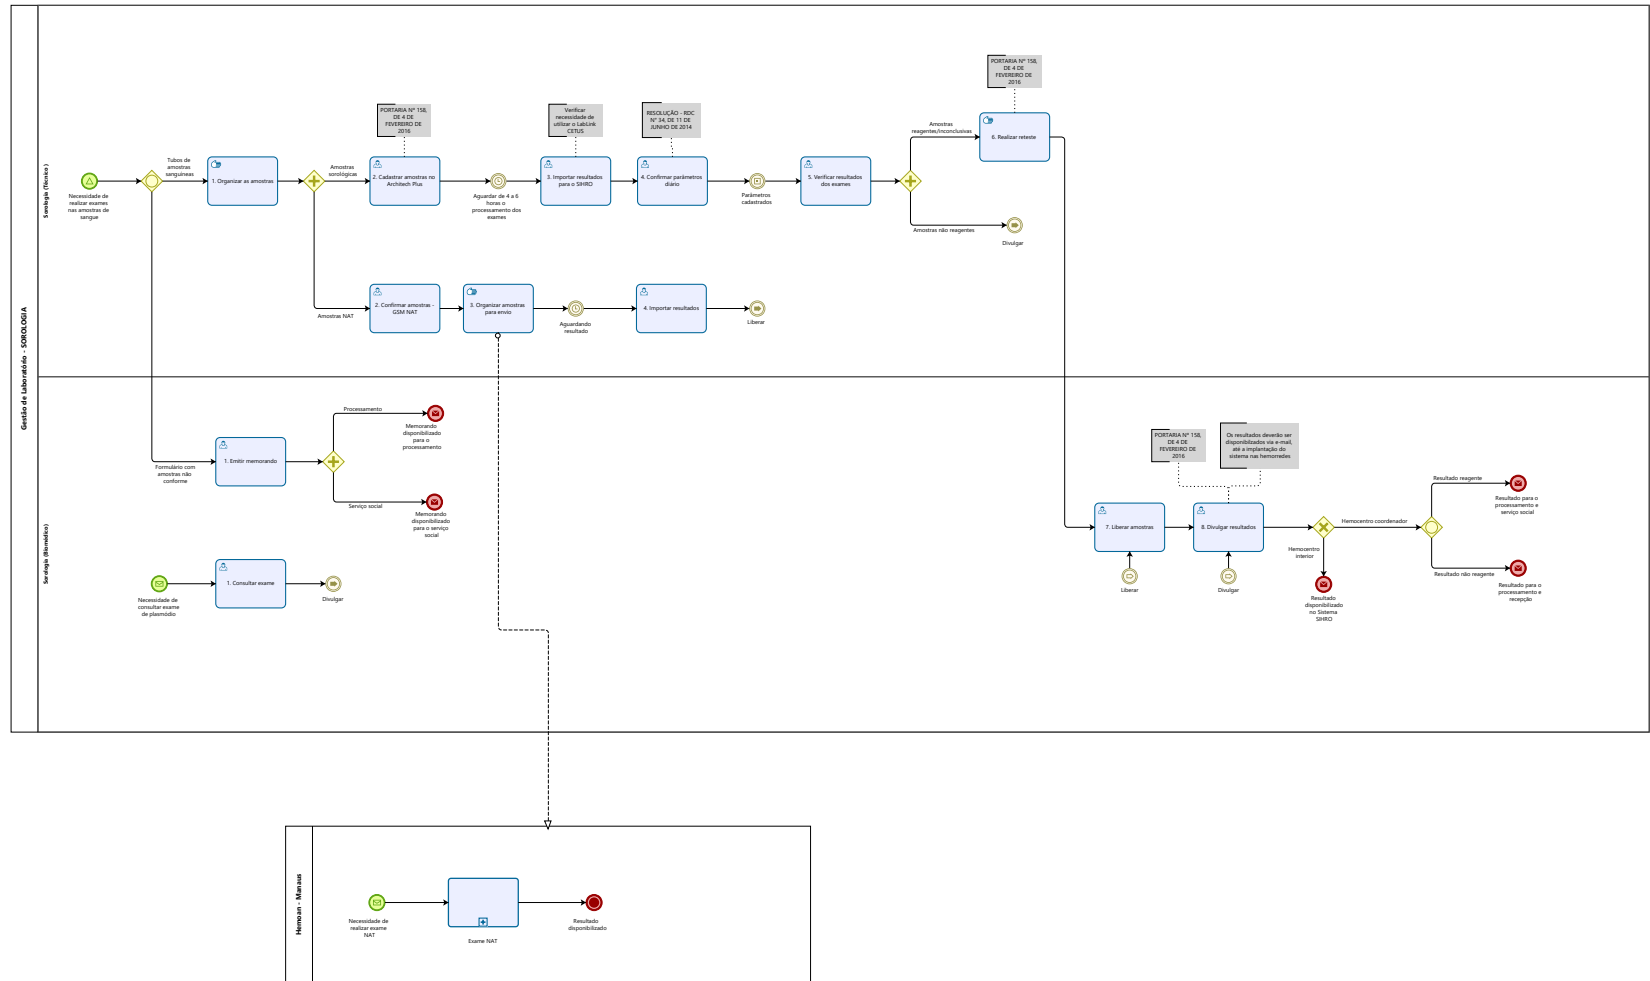 Gestão de Laboratório - SOROLOGIA
Sorologia (Técnico )
Necessidade de
realizar exames
nas amostras de
sangue
Tubos de
amostras
sanguíneas
1. Organizar as amostras
Amostras
sorológicas
PORTARIA Nº 158,
DE 4 DE
FEVEREIRO DE
2016
2. Cadastrar amostras no
Architech Plus
Aguardar de 4 a 6
horas o
processamento dos
exames
Verificar
necessidade de
utilizar o LabLink
CETUS
3. Importar resultados
para o SIHRO
RESOLUÇÃO - RDC
Nº 34, DE 11 DE
JUNHO DE 2014
4. Confirmar parâmetros
diário
Parâmetros
cadastrados
5. Verificar resultados
dos exames
Amostras
reagentes/inconclusivas
PORTARIA Nº 158,
DE 4 DE
FEVEREIRO DE
2016
6. Realizar reteste
Amostras não reagentes
Divulgar
Amostras NAT
2. Confirmar amostras -
GSM NAT
3. Organizar amostras
para envio
Aguardando
resultado
4. Importar resultados
Liberar
Sorologia (Biomédico)
Formulário com
amostras não
conforme
1. Emitir memorando
Processamento
Memorando
disponibilizado
para o
processamento
Serviço social
Memorando
disponibilizado
para o serviço
social
Necessidade de
consultar exame
de plasmódio
1. Consultar exame
Divulgar
PORTARIA Nº 158,
DE 4 DE
FEVEREIRO DE
2016
Os resultados deverão ser
disponibilizados via e-mail,
até a implantação do
sistema nas hemorredes
7. Liberar amostras
Liberar
8. Divulgar resultados
Divulgar
Hemocentro
interior
Resultado
disponibilizado
no Sistema
SIHRO
Hemocentro coordenador
Resultado reagente
Resultado para o
processamento e
serviço social
Resultado não reagente
Resultado para o
processamento e
recepção
Hemoan - Manaus
Necessidade de
realizar exame
NAT
Exame NAT
Resultado
disponibilizado